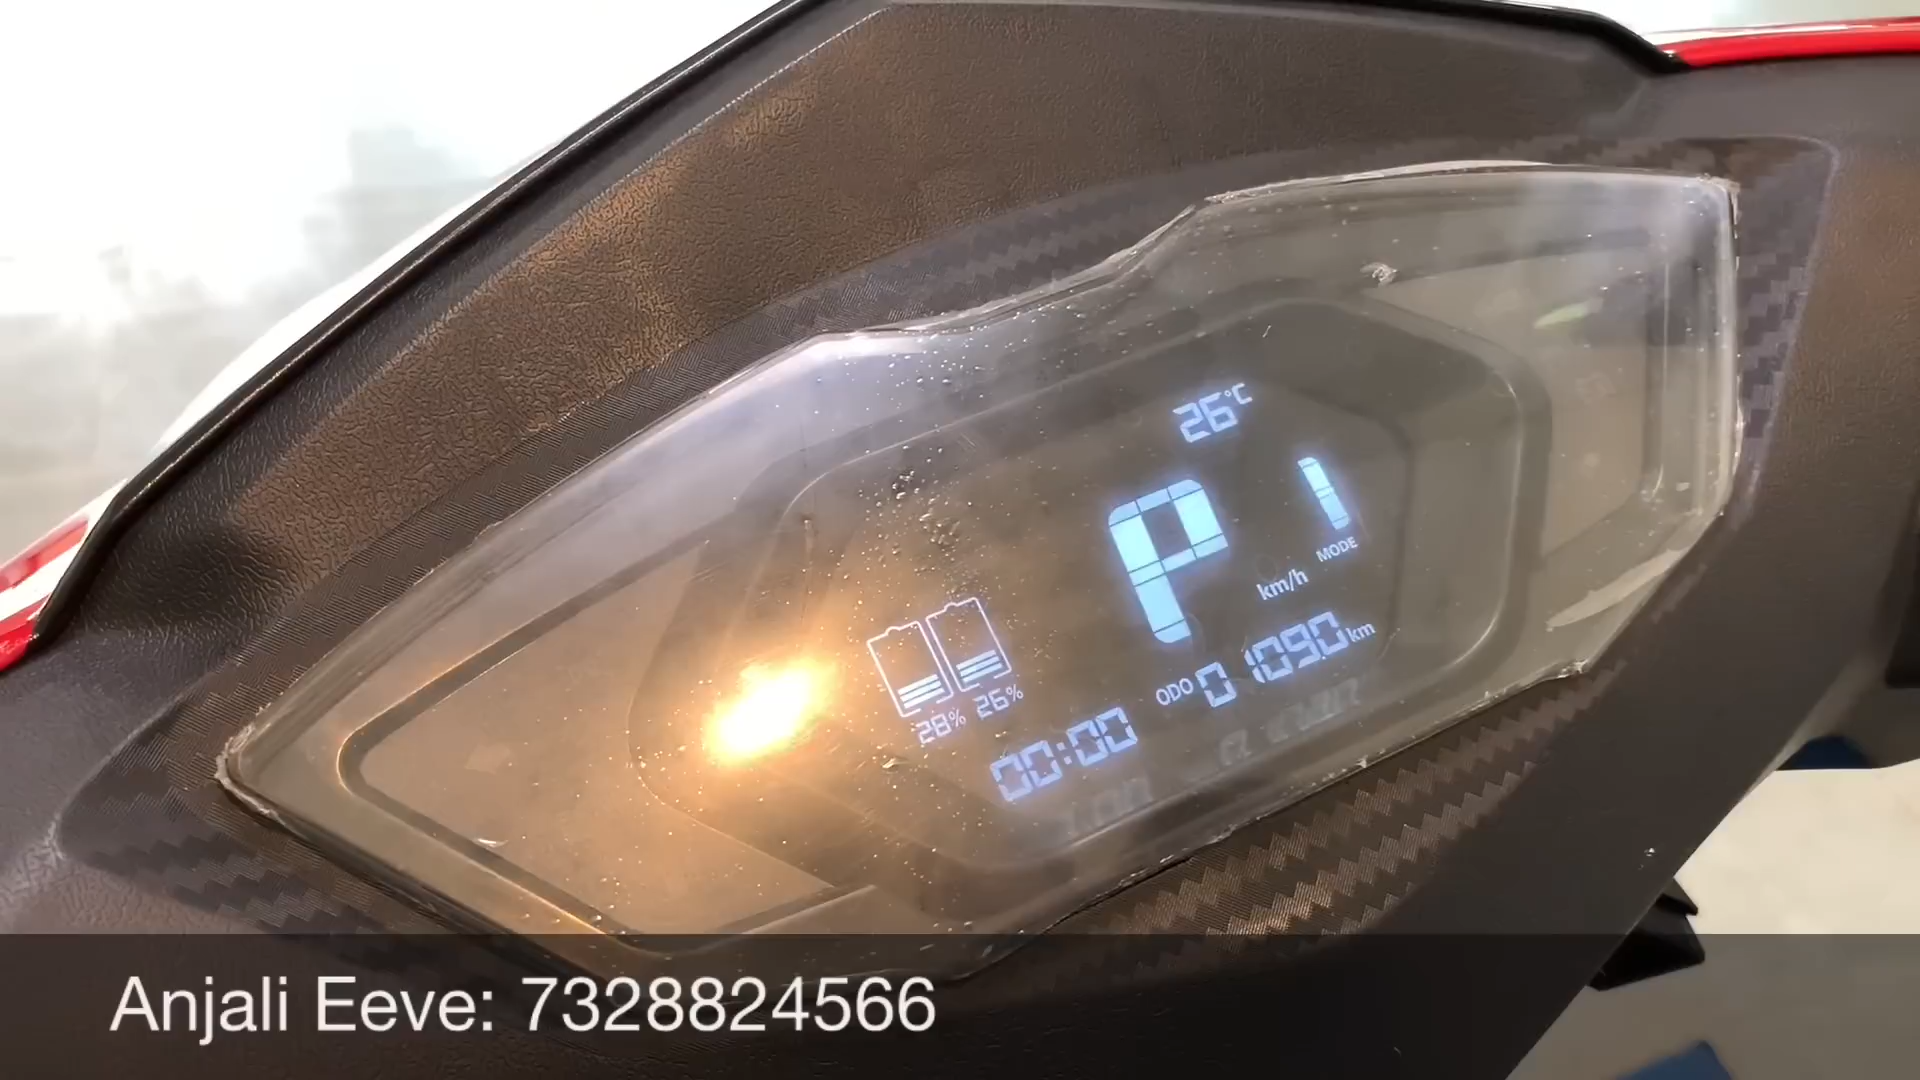 26°C
P 1
MODE
km/h
28% 26%
ODO 01090 km
00:00
Anjali Eeve: 7328824566